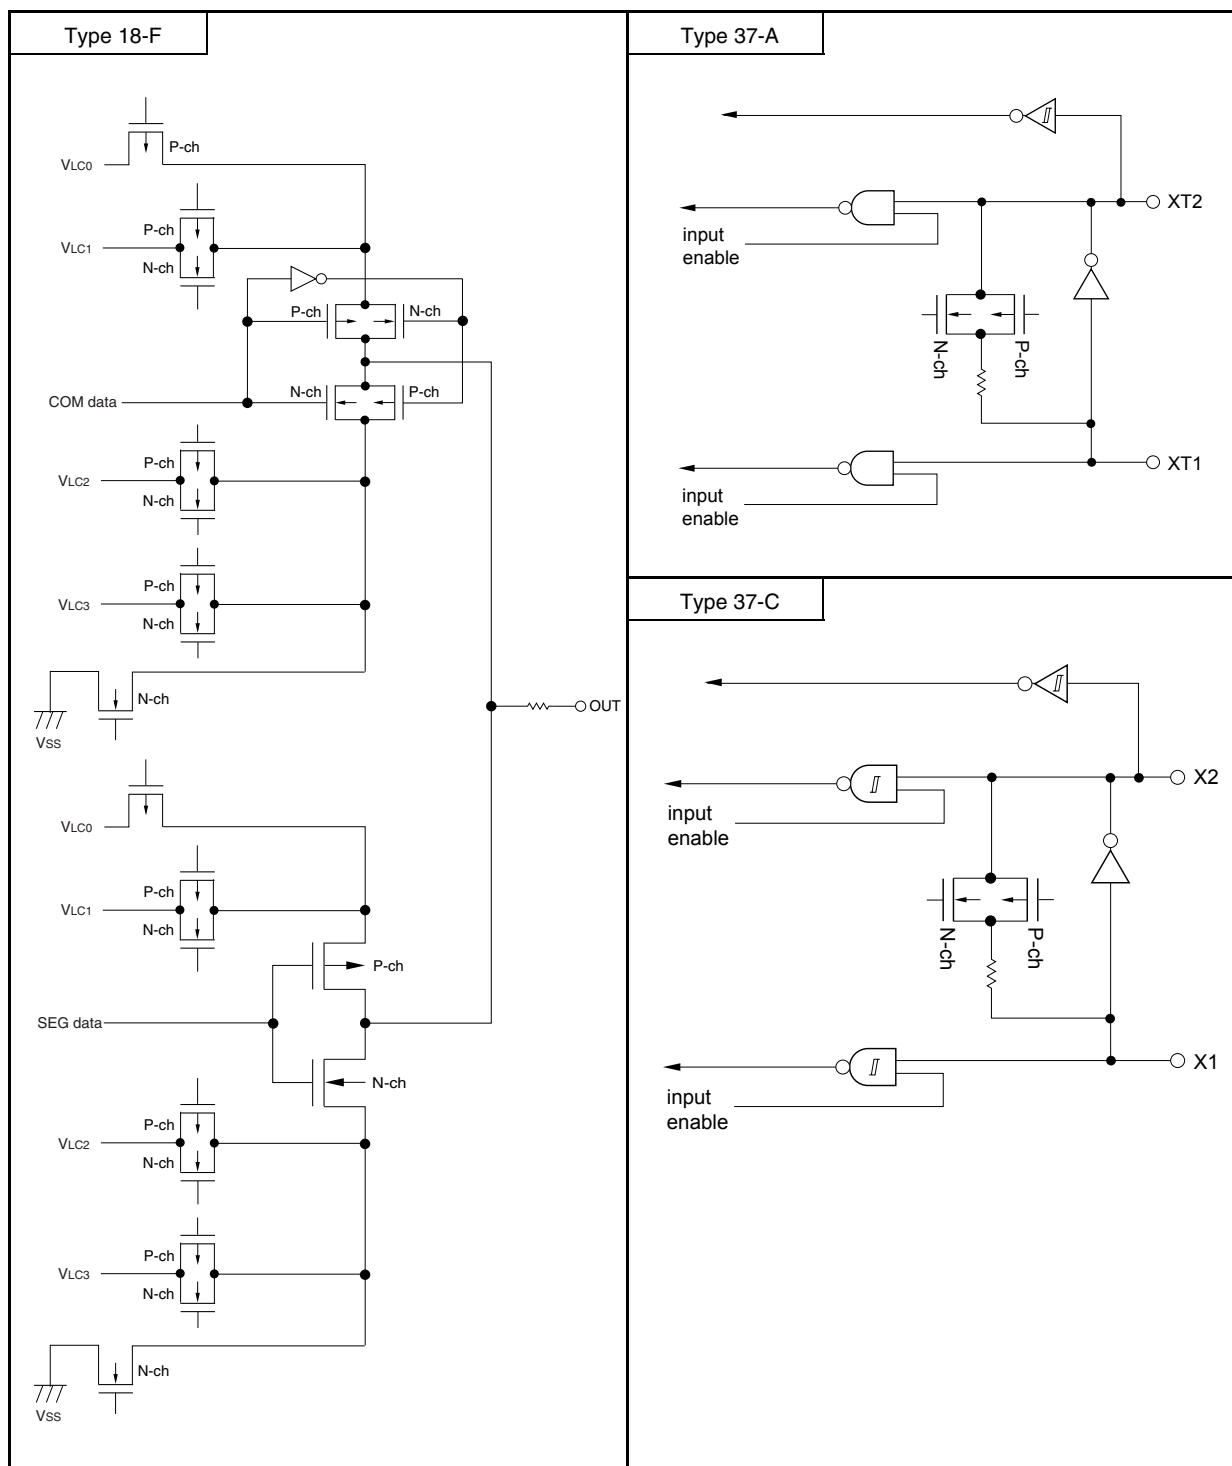 Type 18-F
P-ch
VLC0
P-ch
VLC1
N-ch
P-ch
N-ch
N-ch
P-ch
COM data
P-ch
VLC2
N-ch
P-ch
VLC3
N-ch
N-ch
VSS
OUT
VLC0
P-ch
VLC1
N-ch
P-ch
SEG data
N-ch
P-ch
VLC2
N-ch
P-ch
VLC3
N-ch
N-ch
VSS
Type 37-A
XT2
input
enable
N-ch
P-ch
XT1
input
enable
Type 37-C
X2
input
enable
N-ch
P-ch
X1
input
enable